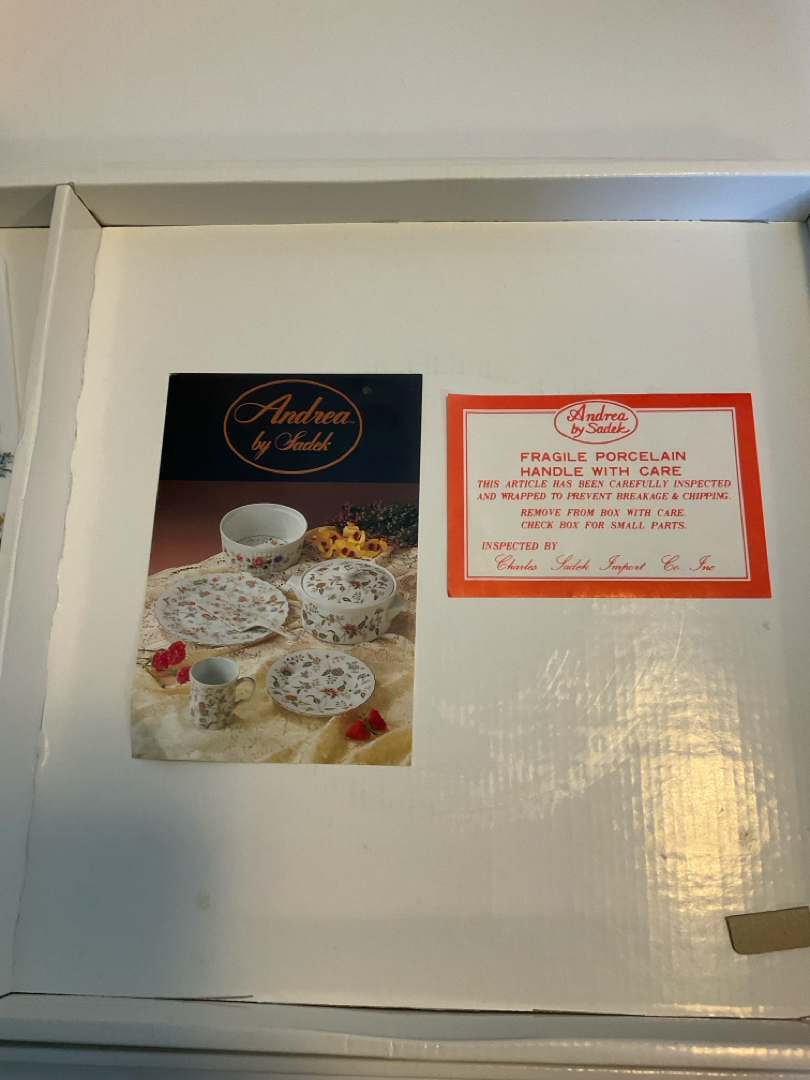 Andrea
by Sadek
Andrea
by Sadek
FRAGILE PORCELAIN
HANDLE WITH CARE
THIS ARTICLE HAS BEEN CAREFULLY INSPECTED
AND WRAPPED TO PREVENT BREAKAGE & CHIPPING.
REMOVE FROM BOX WITH CARE.
CHECK BOX FOR SMALL PARTS.
INSPECTED BY
Charles Sadek Import Co. Inc.